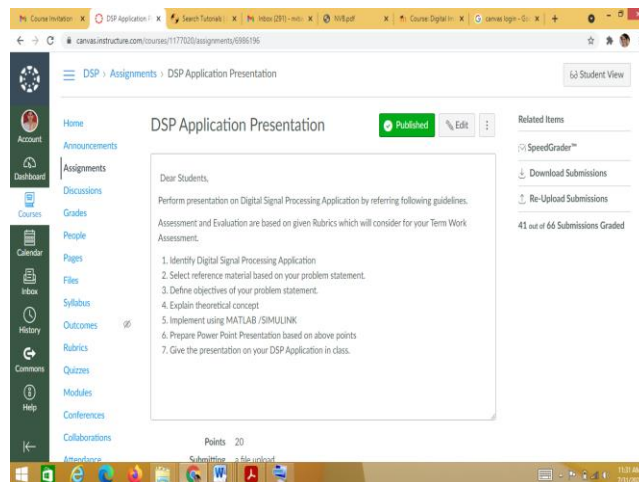 Course Invitation
DSP Application P
Search Tutorials
Inbox (291) - mvb
NVB.pdf
Course: Digital Im
canvas login - Go
canvas.instructure.com/courses/1177020/assignments/6986196
DSP > Assignments > DSP Application Presentation
Student View
Account
Dashboard
Courses
Calendar
Inbox
History
Commons
Help
Home
Announcements
Assignments
Discussions
Grades
People
Pages
Files
Syllabus
Outcomes
Rubrics
Quizzes
Modules
Conferences
Collaborations
Attendance
DSP Application Presentation
Published
Edit
Dear Students,
Perform presentation on Digital Signal Processing Application by referring following guidelines.
Assessment and Evaluation are based on given Rubrics which will consider for your Term Work
Assessment.
1. Identify Digital Signal Processing Application
2. Select reference material based on your problem statement.
3. Define objectives of your problem statement.
4. Explain theoretical concept
5. Implement using MATLAB /SIMULINK
6. Prepare Power Point Presentation based on above points
7. Give the presentation on your DSP Application in class.
Points 20
Submitting a file upload
Related Items
SpeedGrader™
Download Submissions
Re-Upload Submissions
41 out of 66 Submissions Graded
11:31 AM